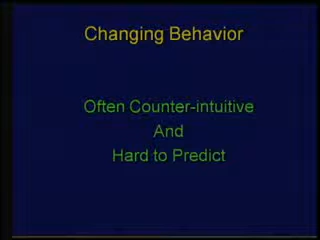 Changing Behavior
Often Counter-intuitive
And
Hard to Predict